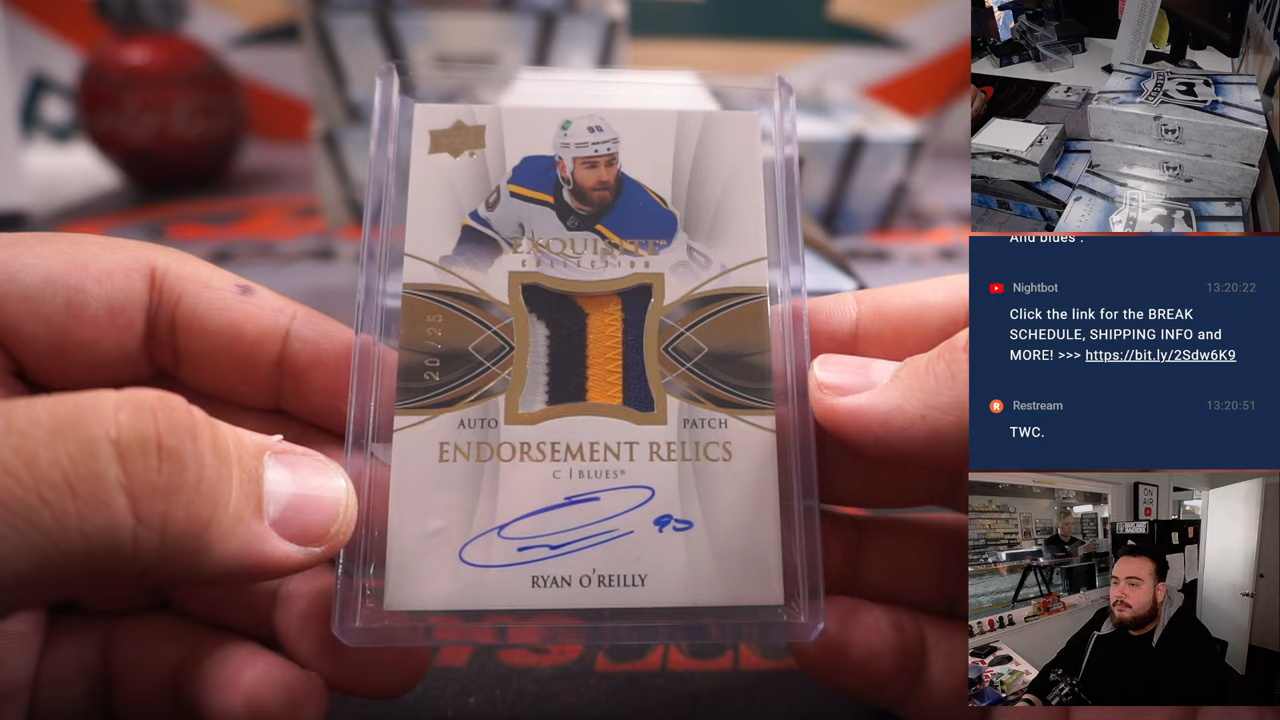 90
EXQUISITE
COLLECTION
20/25
AUTO PATCH
ENDORSEMENT RELICS
C | BLUES
90
RYAN O'REILLY
And blues .
Nightbot 13:20:22
Click the link for the BREAK
SCHEDULE, SHIPPING INFO and
MORE! >>> https://bit.ly/2Sdw6K9
Restream 13:20:51
TWC.
ON
AIR